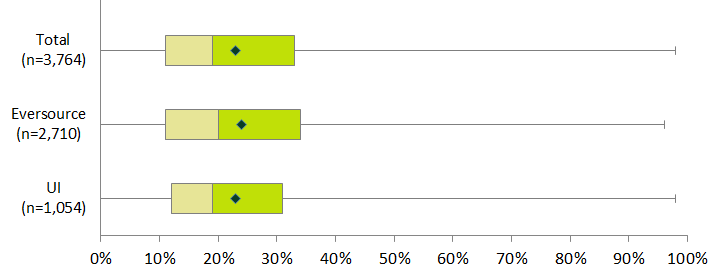 Total
(n=3,764)
Eversource
(n=2,710)
UI
(n=1,054)
0% 10% 20% 30% 40% 50% 60% 70% 80% 90% 100%